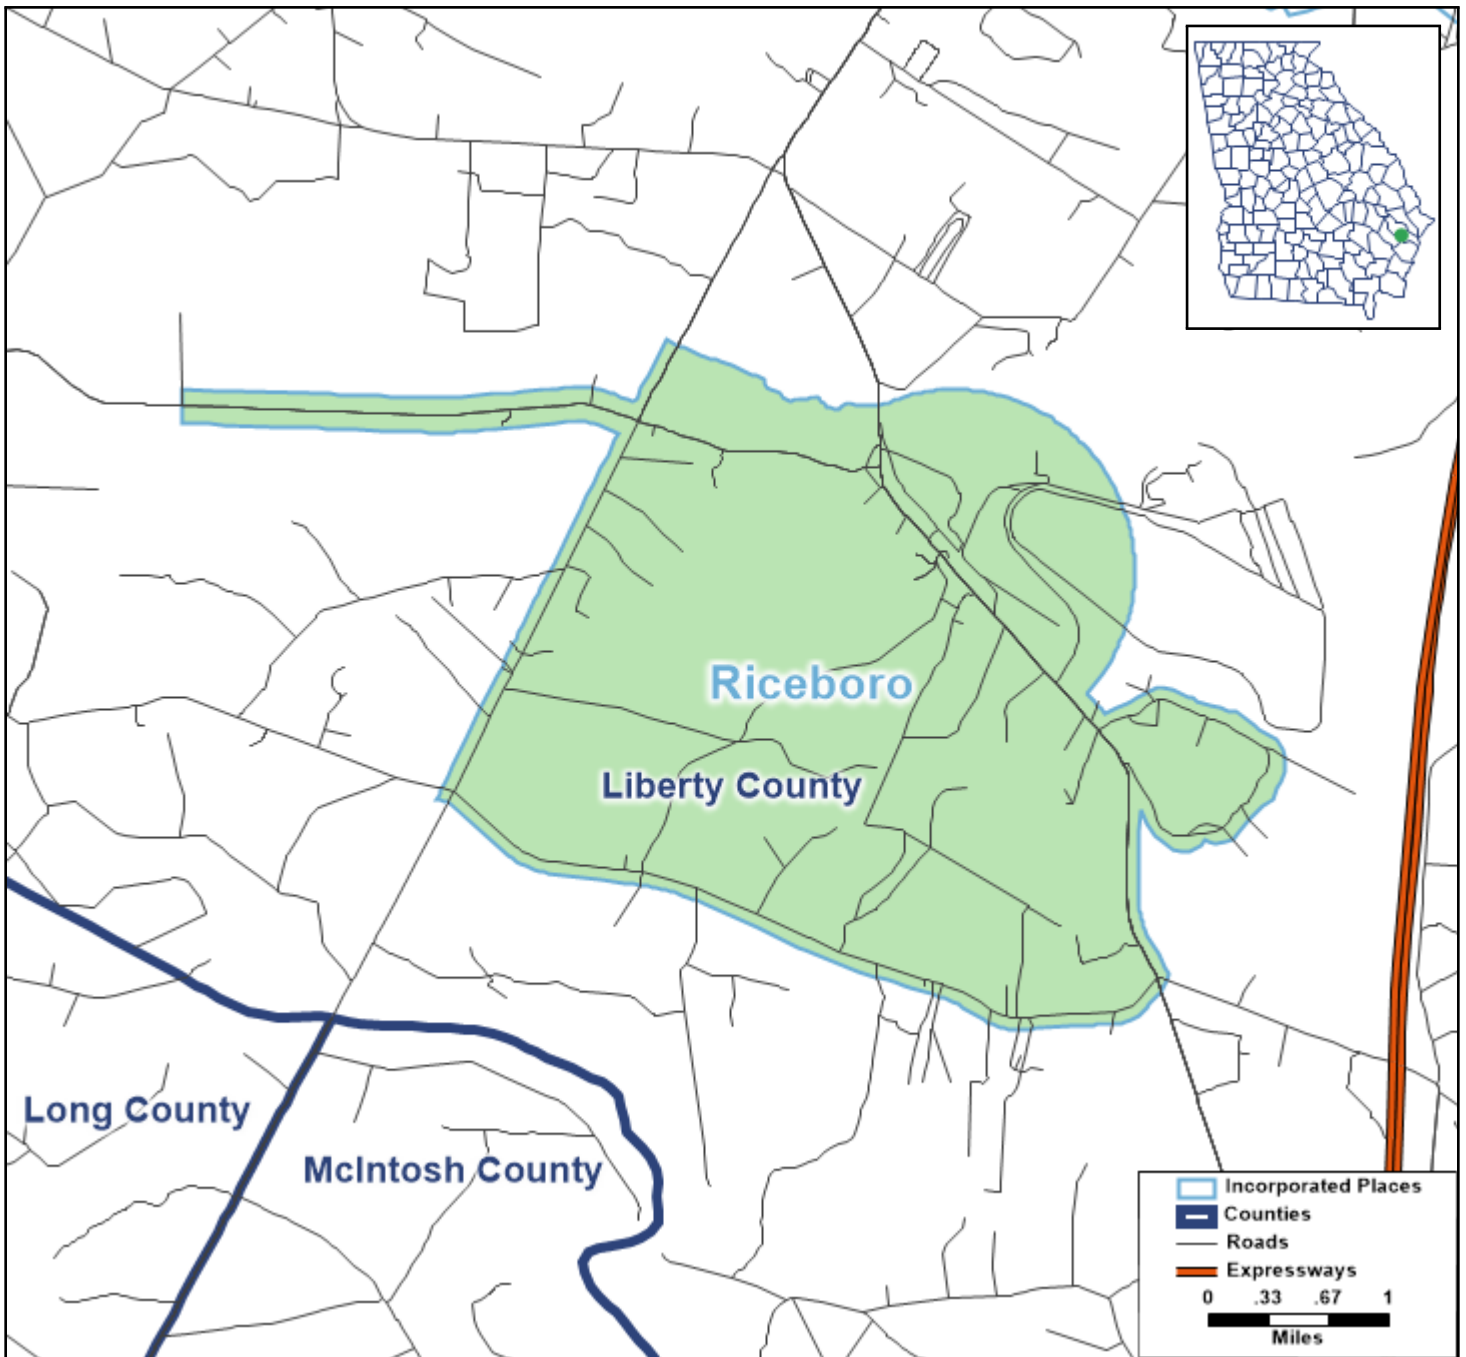 Riceboro
Liberty County
Long County
McIntosh County
Incorporated Places
Counties
Roads
Expressways
0 .33 .67 1
Miles